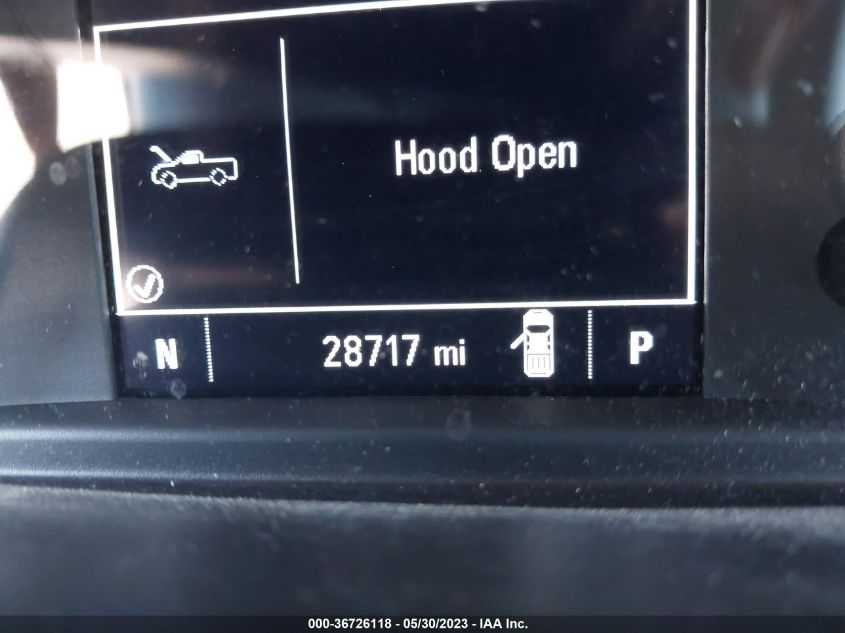 Hood Open
N 28717 mi P
000-36726118 - 05/30/2023 - IAA Inc.